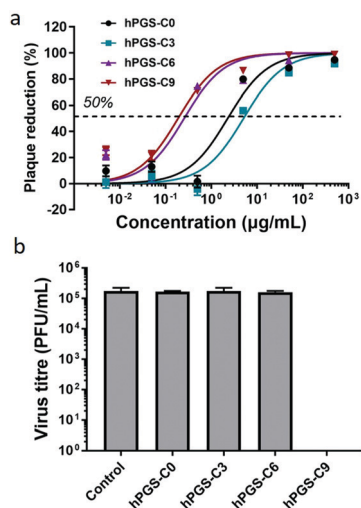 a
hPGS-C0
hPGS-C3
hPGS-C6
hPGS-C9
Plaque reduction (%)
120
100
80
60
40
20
0
-20
50%
10⁻² 10⁻¹ 10⁰ 10¹ 10² 10³
Concentration (µg/mL)
b
Virus titre (PFU/mL)
10⁶
10⁵
10⁴
10³
10²
10¹
10⁰
Control hPGS-C0 hPGS-C3 hPGS-C6 hPGS-C9